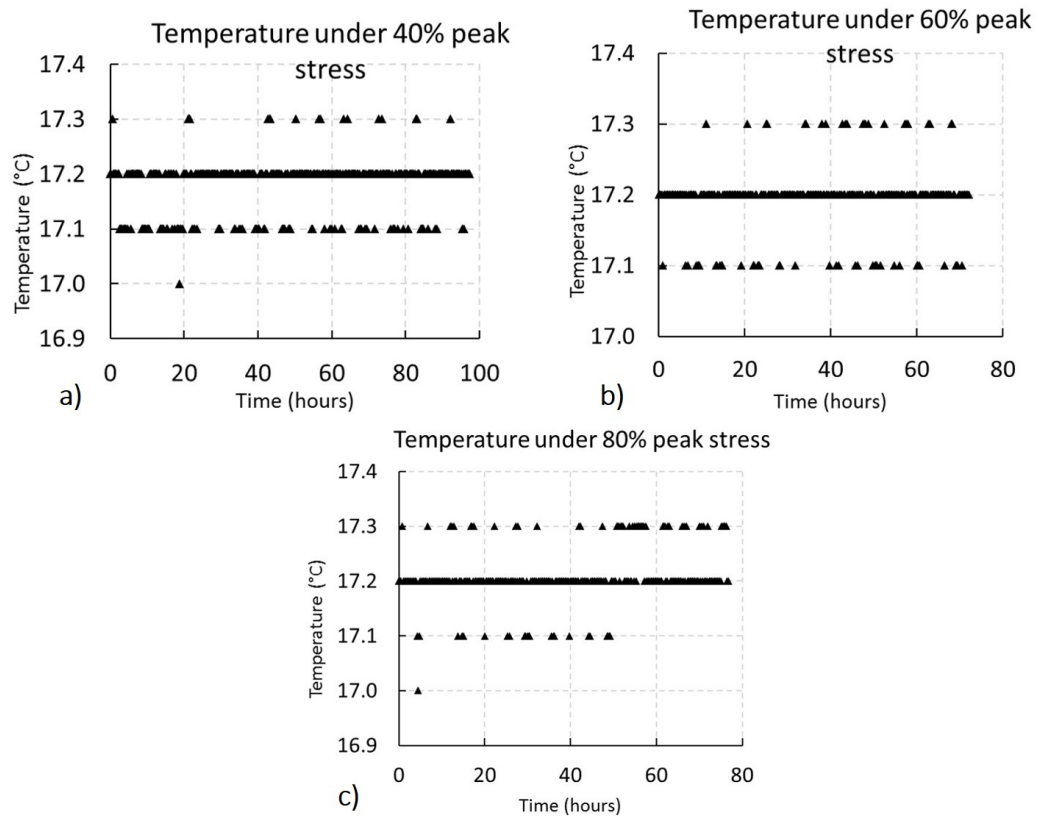 Temperature under 40% peak
stress
17.4
17.3
17.2
17.1
17.0
16.9
Temperature (°C)
0 20 40 60 80 100
Time (hours)
a)
Temperature under 60% peak
stress
17.4
17.3
17.2
17.1
17.0
Temperature (°C)
0 20 40 60 80
Time (hours)
b)
Temperature under 80% peak stress
17.4
17.3
17.2
17.1
17.0
16.9
Temperature (°C)
0 20 40 60 80
Time (hours)
c)